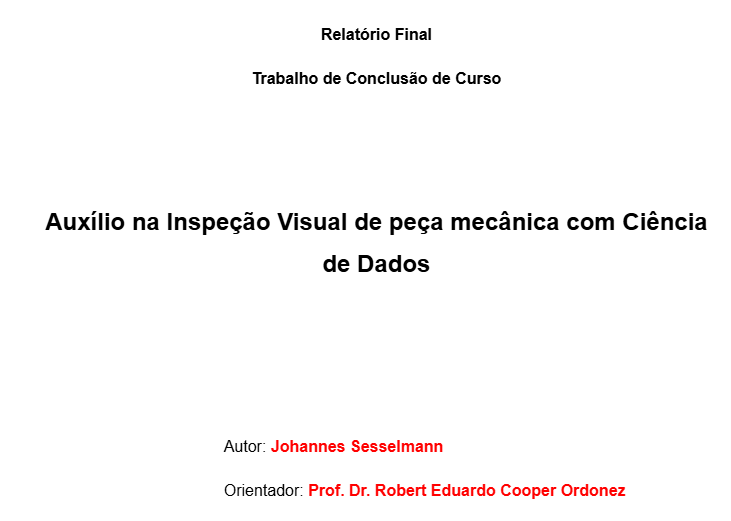 Relatório Final
Trabalho de Conclusão de Curso
Auxílio na Inspeção Visual de peça mecânica com Ciência
de Dados
Autor: Johannes Sesselmann
Orientador: Prof. Dr. Robert Eduardo Cooper Ordonez